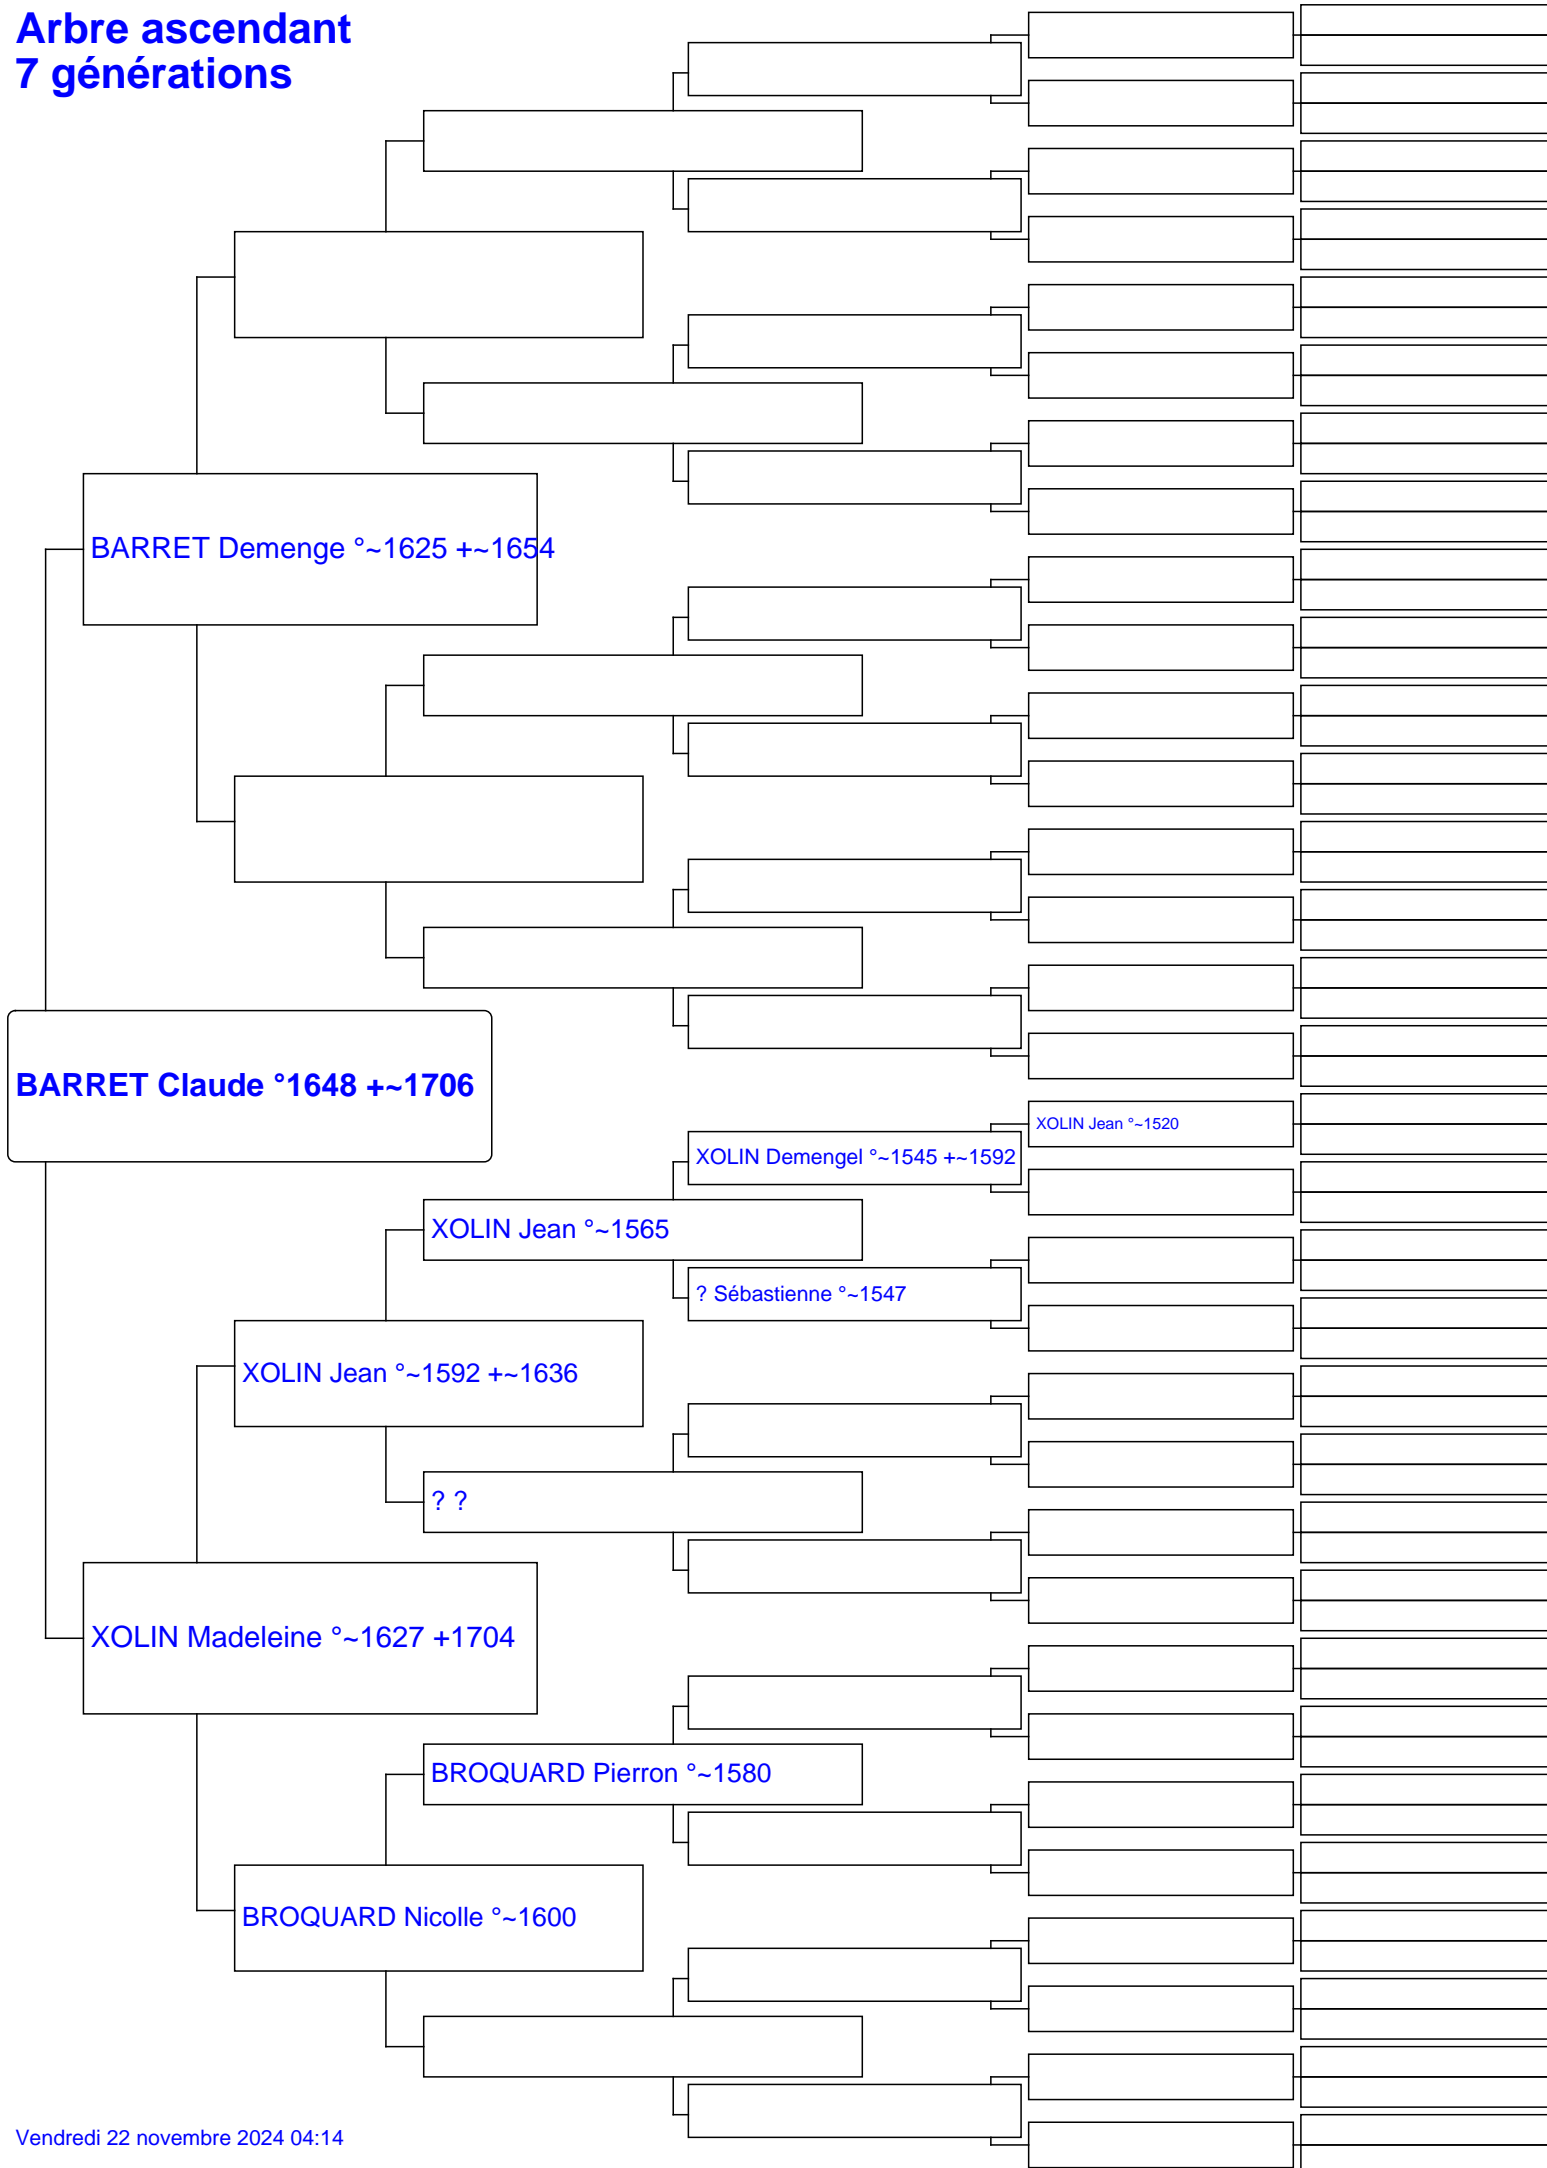 Arbre ascendant
7 générations
BARRET Demenge °~1625 +~1654
BARRET Claude °1648 +~1706
XOLIN Jean °~1520
XOLIN Demengel °~1545 +~1592
XOLIN Jean °~1565
? Sébastienne °~1547
XOLIN Jean °~1592 +~1636
? ?
XOLIN Madeleine °~1627 +1704
BROQUARD Pierron °~1580
BROQUARD Nicolle °~1600
Vendredi 22 novembre 2024 04:14